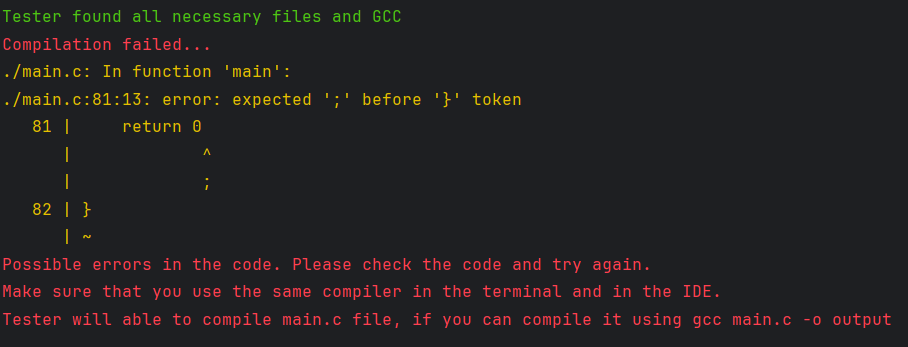 Tester found all necessary files and GCC
Compilation failed...
./main.c: In function 'main':
./main.c:81:13: error: expected ';' before '}' token
   81 |     return 0
      |             ^
      |             ;
   82 | }
      | ~
Possible errors in the code. Please check the code and try again.
Make sure that you use the same compiler in the terminal and in the IDE.
Tester will able to compile main.c file, if you can compile it using gcc main.c -o output